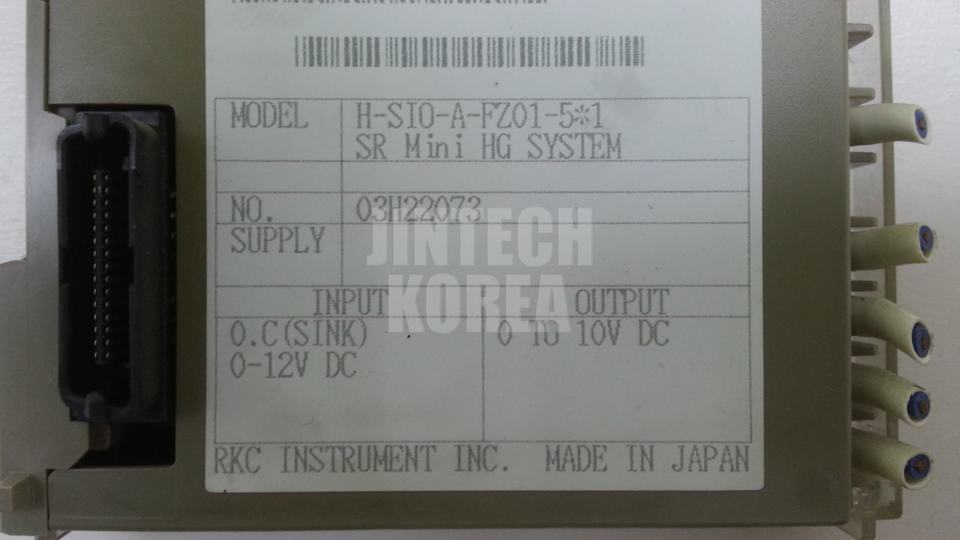 MODEL H-SIO-A-FZ01-5*1
SR Mini HG SYSTEM
NO. 03H22073
SUPPLY
JINTECH
KOREA
INPUT OUTPUT
O.C(SINK) 0 TO 10V DC
0-12V DC
RKC INSTRUMENT INC. MADE IN JAPAN